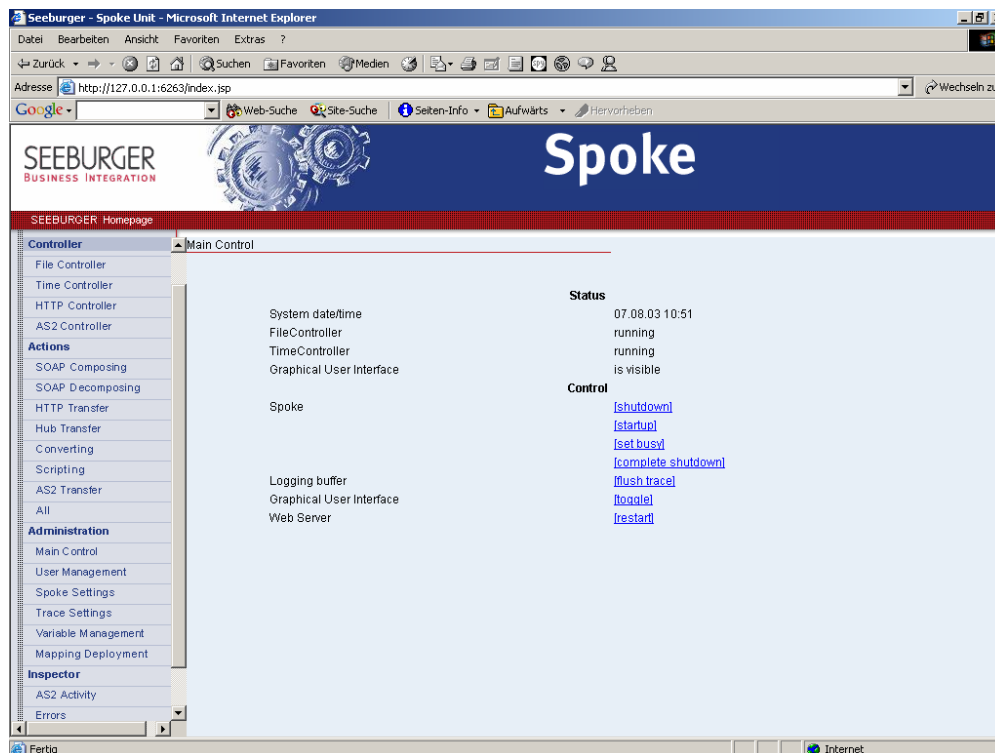 Seeburger - Spoke Unit - Microsoft Internet Explorer
Datei Bearbeiten Ansicht Favoriten Extras ?
Zurück Suchen Favoriten Medien
Adresse http://127.0.0.1:6263/index.jsp Wechseln zu
Google Web-Suche Site-Suche Seiten-Info Aufwärts Hervorheben
SEEBURGER
BUSINESS INTEGRATION
Spoke
SEEBURGER Homepage
Controller
File Controller
Time Controller
HTTP Controller
AS2 Controller
Actions
SOAP Composing
SOAP Decomposing
HTTP Transfer
Hub Transfer
Converting
Scripting
AS2 Transfer
All
Administration
Main Control
User Management
Spoke Settings
Trace Settings
Variable Management
Mapping Deployment
Inspector
AS2 Activity
Errors
Main Control
Status
System date/time 07.08.03 10:51
FileController running
TimeController running
Graphical User Interface is visible
Control
Spoke [shutdown]
[startup]
[set busy]
[complete shutdown]
Logging buffer [flush trace]
Graphical User Interface [toggle]
Web Server [restart]
Fertig Internet